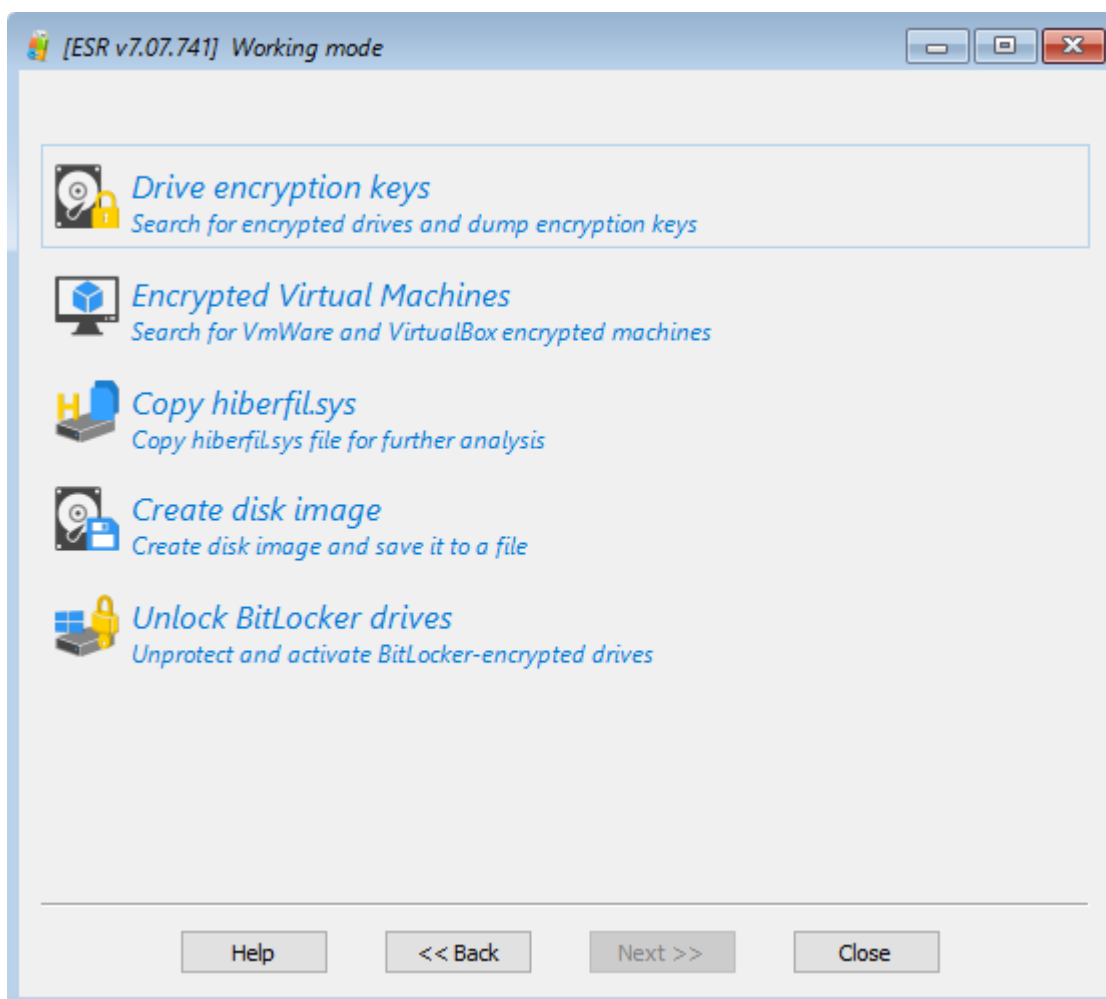 [ESR v7.07.741] Working mode
Drive encryption keys
Search for encrypted drives and dump encryption keys
Encrypted Virtual Machines
Search for VmWare and VirtualBox encrypted machines
Copy hiberfil.sys
Copy hiberfil.sys file for further analysis
Create disk image
Create disk image and save it to a file
Unlock BitLocker drives
Unprotect and activate BitLocker-encrypted drives
Help
<< Back
Next >>
Close